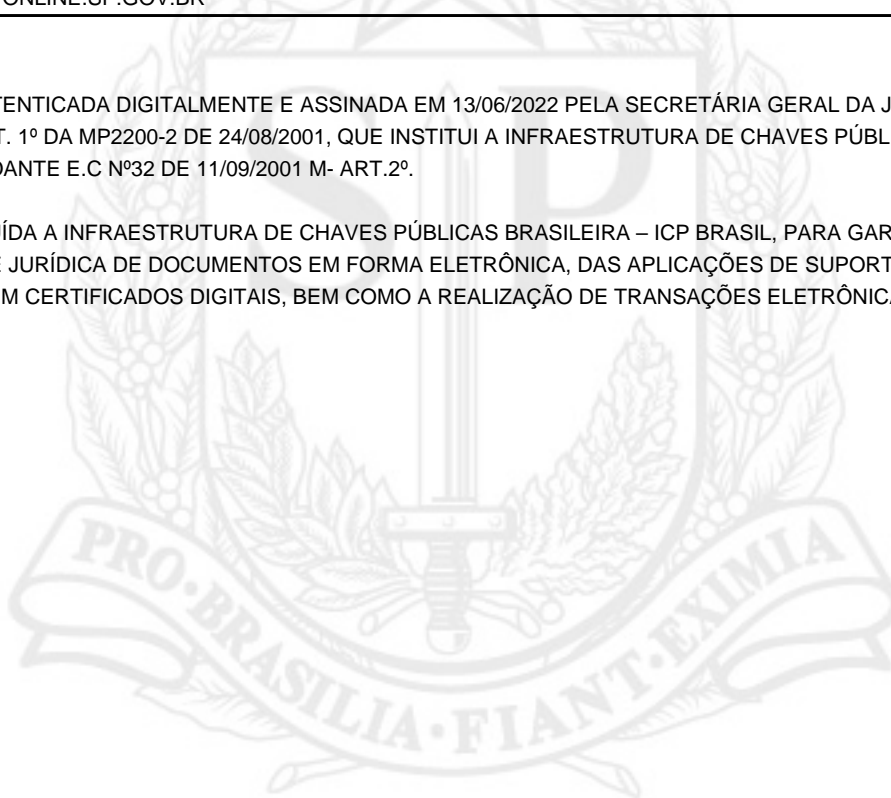 ONLINE.SP.GOV.BR
TENTICADA DIGITALMENTE E ASSINADA EM 13/06/2022 PELA SECRETÁRIA GERAL DA J
T. 1º DA MP2200-2 DE 24/08/2001, QUE INSTITUI A INFRAESTRUTURA DE CHAVES PÚBL
DANTE E.C Nº32 DE 11/09/2001 M- ART.2º.
UÍDA A INFRAESTRUTURA DE CHAVES PÚBLICAS BRASILEIRA – ICP BRASIL, PARA GAR
E JURÍDICA DE DOCUMENTOS EM FORMA ELETRÔNICA, DAS APLICAÇÕES DE SUPORT
M CERTIFICADOS DIGITAIS, BEM COMO A REALIZAÇÃO DE TRANSAÇÕES ELETRÔNICA
SP
PRO·BRASILIA·FIANT·EXIMIA